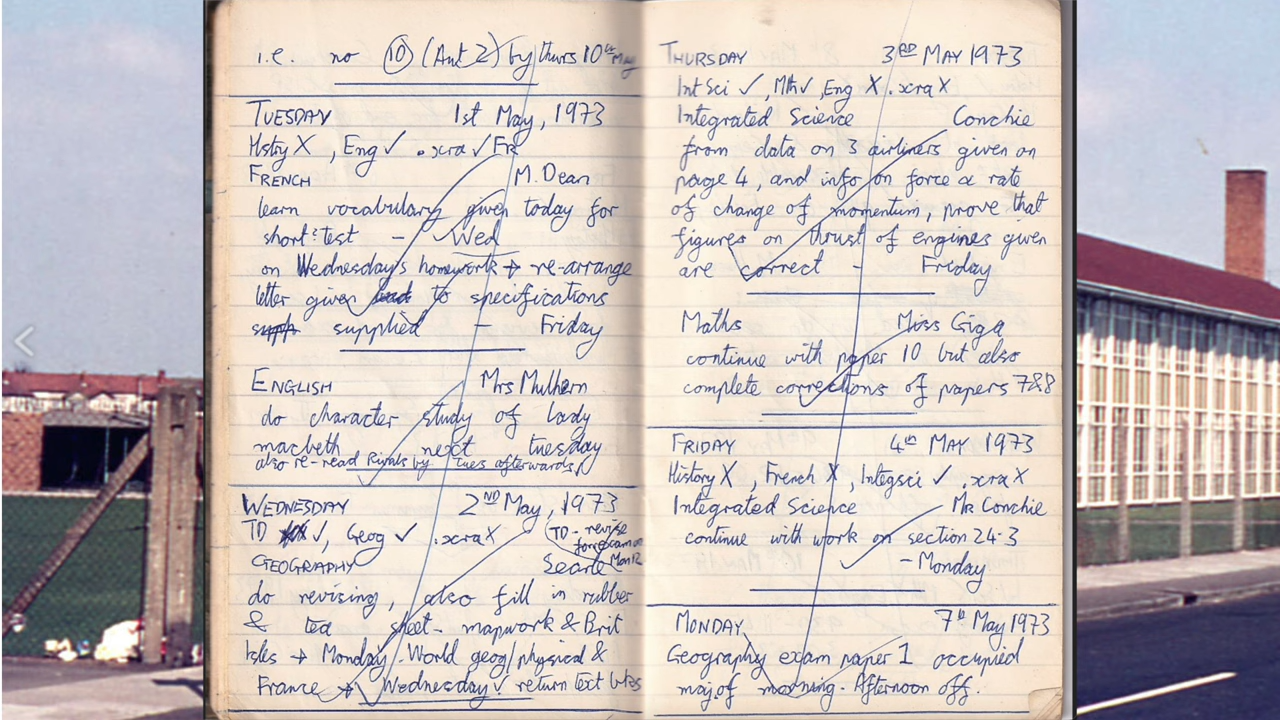 i.e. no ⑩ (Aut 2) by thurs 10th May
TUESDAY 1st May, 1973
Hstry X , Eng ✓ .xcra ✓ Fr
FRENCH M. Dean
learn vocabulary given today for
short? test – ✓ Wed
on Wednesday's homework → re-arrange
letter given to specifications
supplied – Friday
ENGLISH Mrs Mulhern
do character study of lady
macbeth next tuesday
also re-read Rivals by tues afterwards
WEDNESDAY 2ND May, 1973
TD ✓, Geog ✓ .xcra X (TD - revise
for exam on
GEOGRAPHY Searle Mon 12
do revising, also fill in rubber
& tea sheet - mapwork & Brit
Isles → Monday. World geog/physical &
France → Wednesday ✓ return text bks
THURSDAY 3RD MAY 1973
Int Sci ✓, Mth ✓, Eng X .xcra X
Integrated Science Conchie
from data on 3 airliners given on
page 4, and info on force α rate
of change of momentum, prove that
figures on thrust of engines given
are correct – Friday
Maths Miss Giga
continue with paper 10 but also
complete corrections of papers 7&8
FRIDAY 4th MAY 1973
History X , French X , Integsci ✓ .xcra X
Integrated Science Mr Conchie
continue with work on section 24.3
– Monday
MONDAY 7th May 1973
Geography exam paper 1 occupied
maj.of morning. Afternoon off.